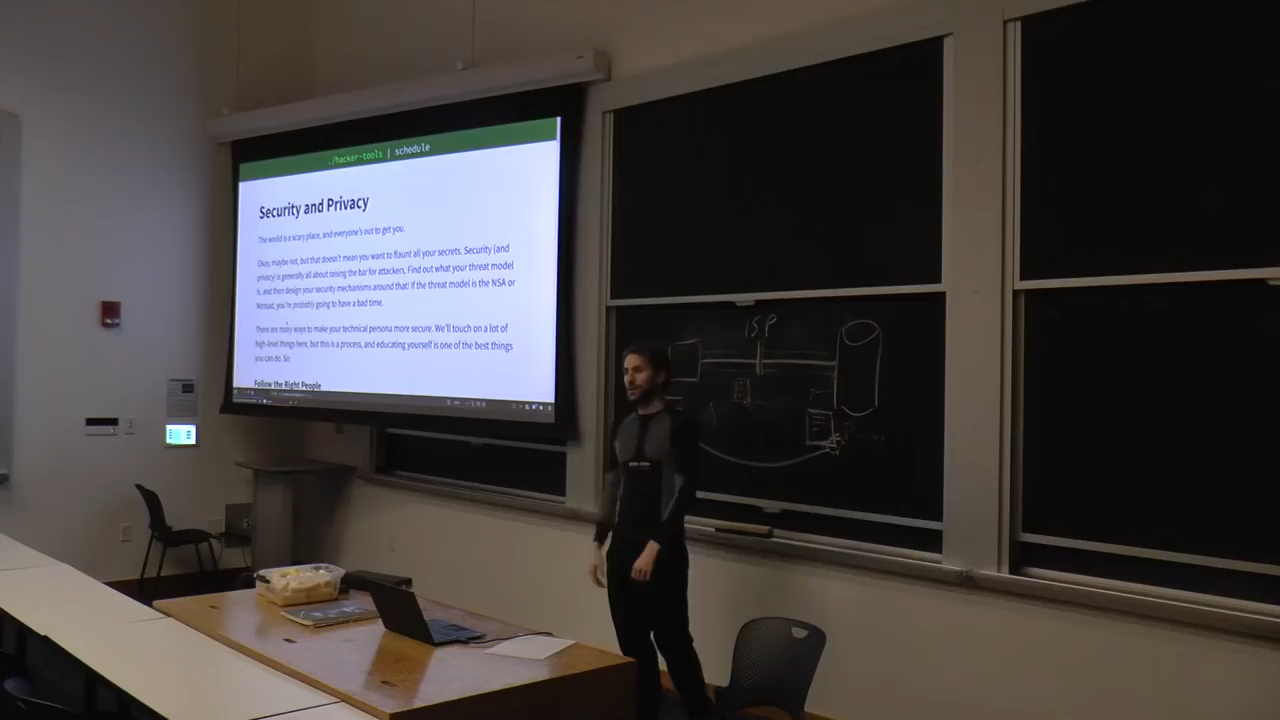 ./hacker-tools | schedule
Security and Privacy
The world is a scary place, and everyone's out to get you.
Okay, maybe not, but that doesn't mean you want to flaunt all your secrets. Security (and
privacy) is generally all about raising the bar for attackers. Find out what your threat model
is, and then design your security mechanisms around that! If the threat model is the NSA or
Mossad, you're probably going to have a bad time.
There are many ways to make your technical persona more secure. We'll touch on a lot of
high-level things here, but this is a process, and educating yourself is one of the best things
you can do. So:
Follow the Right People
ISP